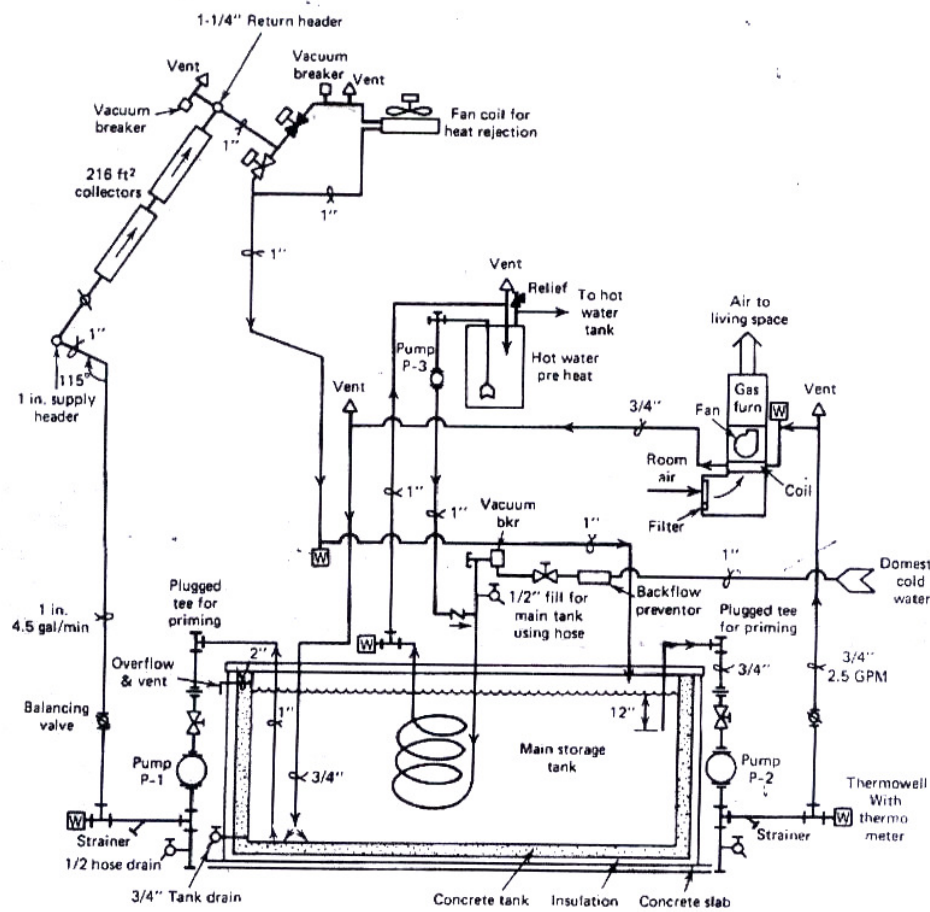 1-1/4" Return header
Vent
Vacuum
breaker
Vacuum
breaker
Vent
Fan coil for
heat rejection
1"
216 ft²
collectors
1"
1"
1"
115°
1 in. supply
header
Vent
Relief
To hot
water
tank
Pump
P-3
Hot water
pre heat
Air to
living space
Gas
furn
Fan
Vent
3/4"
W
Room
air
Filter
Coil
Vent
1"
1"
Vacuum
bkr
1"
W
1"
Domest
cold
water
1/2" fill for
main tank
using hose
Backflow
preventor
Plugged
tee for
priming
Plugged tee
for priming
1 in.
4.5 gal/min
W
2"
Overflow
& vent
3/4"
3/4"
2.5 GPM
1"
12"
Balancing
valve
Main storage
tank
Pump
P-1
3/4"
Pump
P-2
Thermowell
With
thermo
meter
W
W
Strainer
Strainer
1/2 hose drain
3/4" Tank drain
Concrete tank
Insulation
Concrete slab